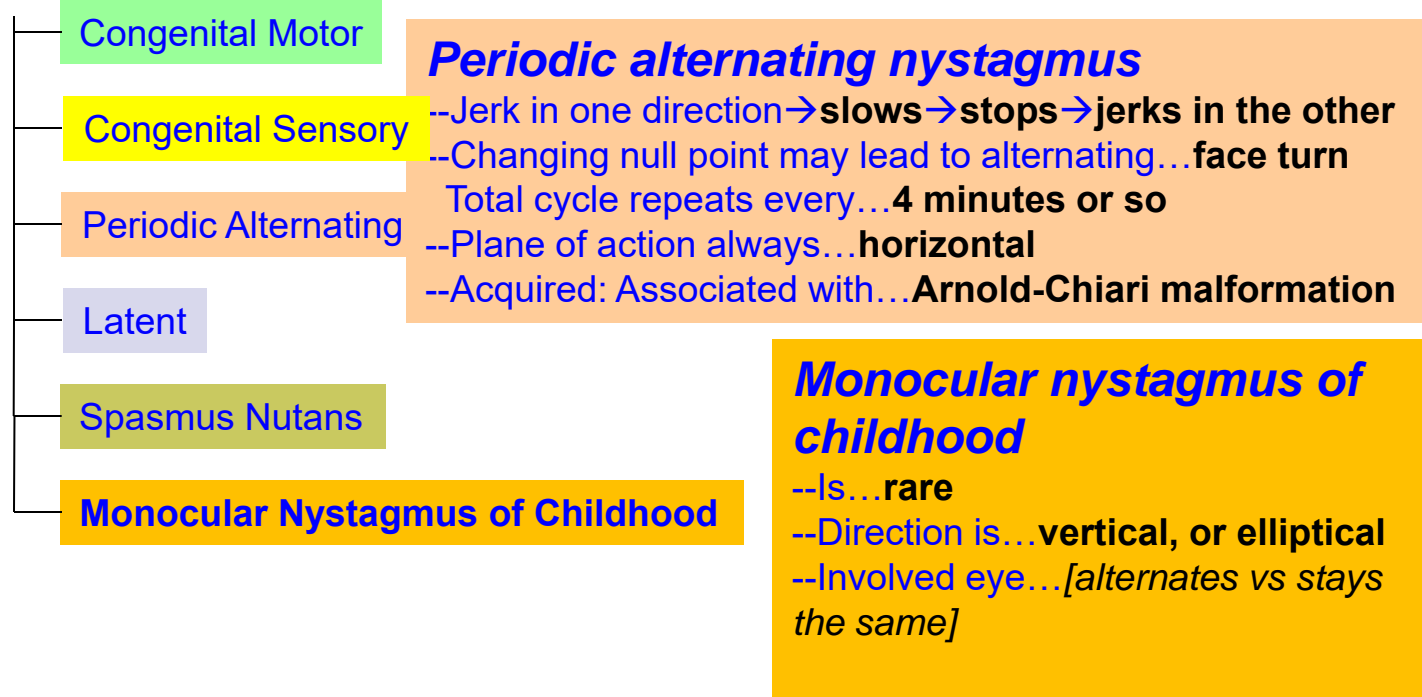 Congenital Motor
Congenital Sensory
Periodic Alternating
Latent
Spasmus Nutans
Monocular Nystagmus of Childhood
Periodic alternating nystagmus
--Jerk in one direction→slows→stops→jerks in the other
--Changing null point may lead to alternating…face turn
Total cycle repeats every…4 minutes or so
--Plane of action always…horizontal
--Acquired: Associated with…Arnold-Chiari malformation
Monocular nystagmus of
childhood
--Is…rare
--Direction is…vertical, or elliptical
--Involved eye…[alternates vs stays
the same]